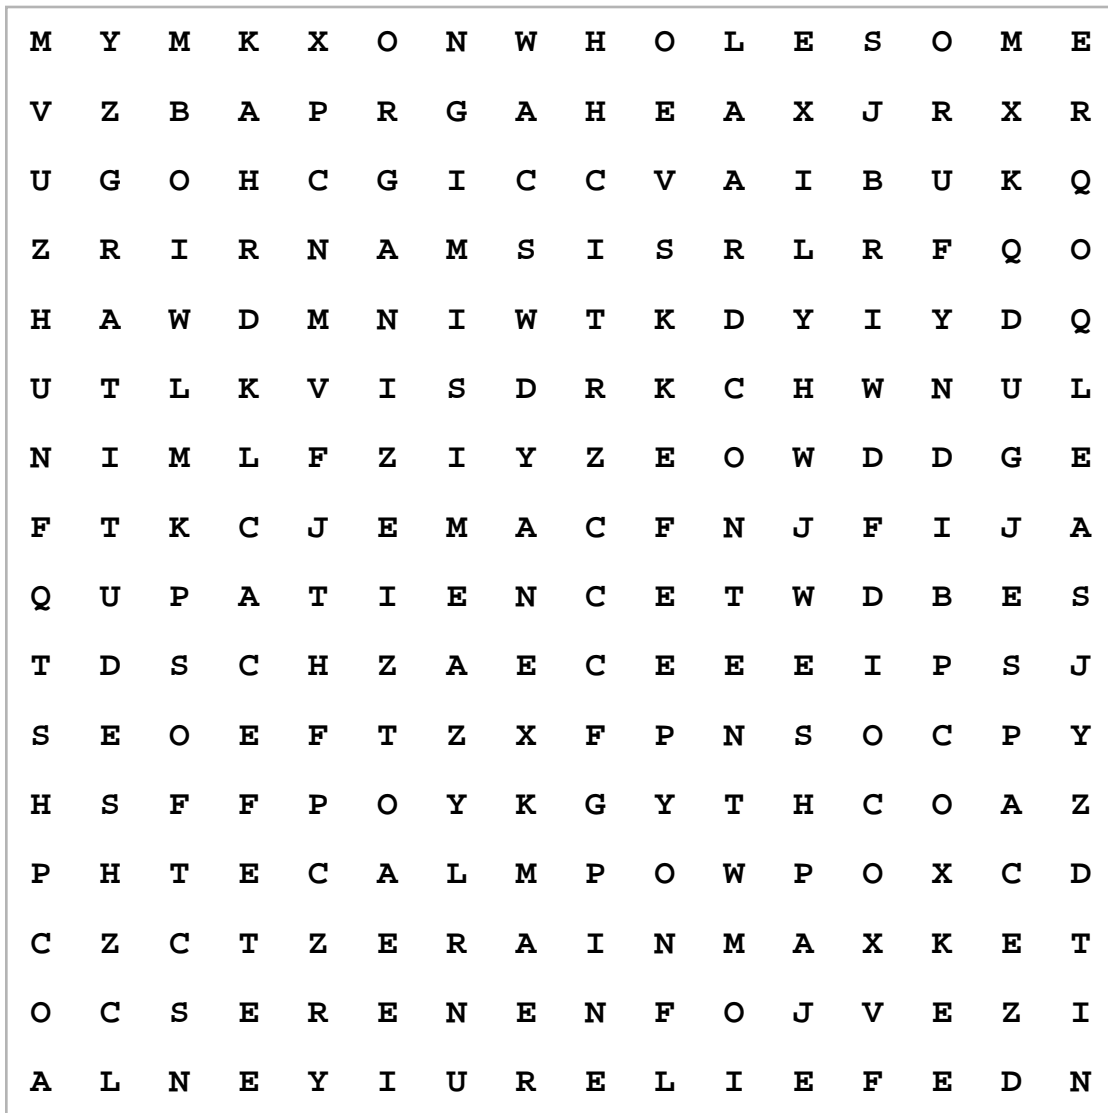 M Y M K X O N W H O L E S O M E
V Z B A P R G A H E A X J R X R
U G O H C G I C C V A I B U K Q
Z R I R N A M S I S R L R F Q O
H A W D M N I W T K D Y I Y D Q
U T L K V I S D R K C H W N U L
N I M L F Z I Y Z E O W D D G E
F T K C J E M A C F N J F I J A
Q U P A T I E N C E T W D B E S
T D S C H Z A E C E E E I P S J
S E O E F T Z X F P N S O C P Y
H S F F P O Y K G Y T H C O A Z
P H T E C A L M P O W P O X C D
C Z C T Z E R A I N M A X K E T
O C S E R E N E N F O J V E Z I
A L N E Y I U R E L I E F E D N